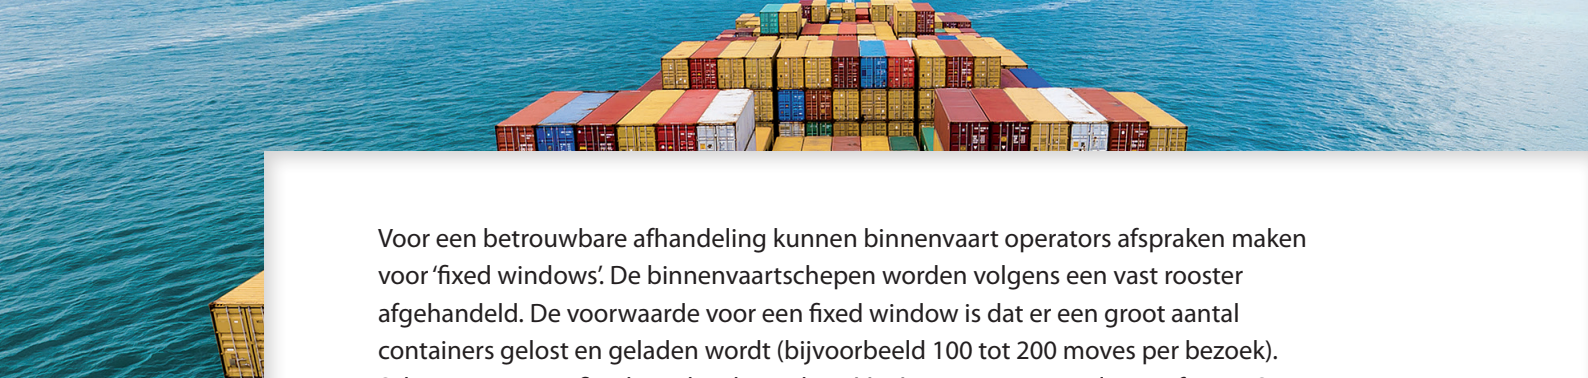 Voor een betrouwbare afhandeling kunnen binnenvaart operators afspraken maken
voor ‘fixed windows’. De binnenvaartschepen worden volgens een vast rooster
afgehandeld. De voorwaarde voor een fixed window is dat er een groot aantal
containers gelost en geladen wordt (bijvoorbeeld 100 tot 200 moves per bezoek).